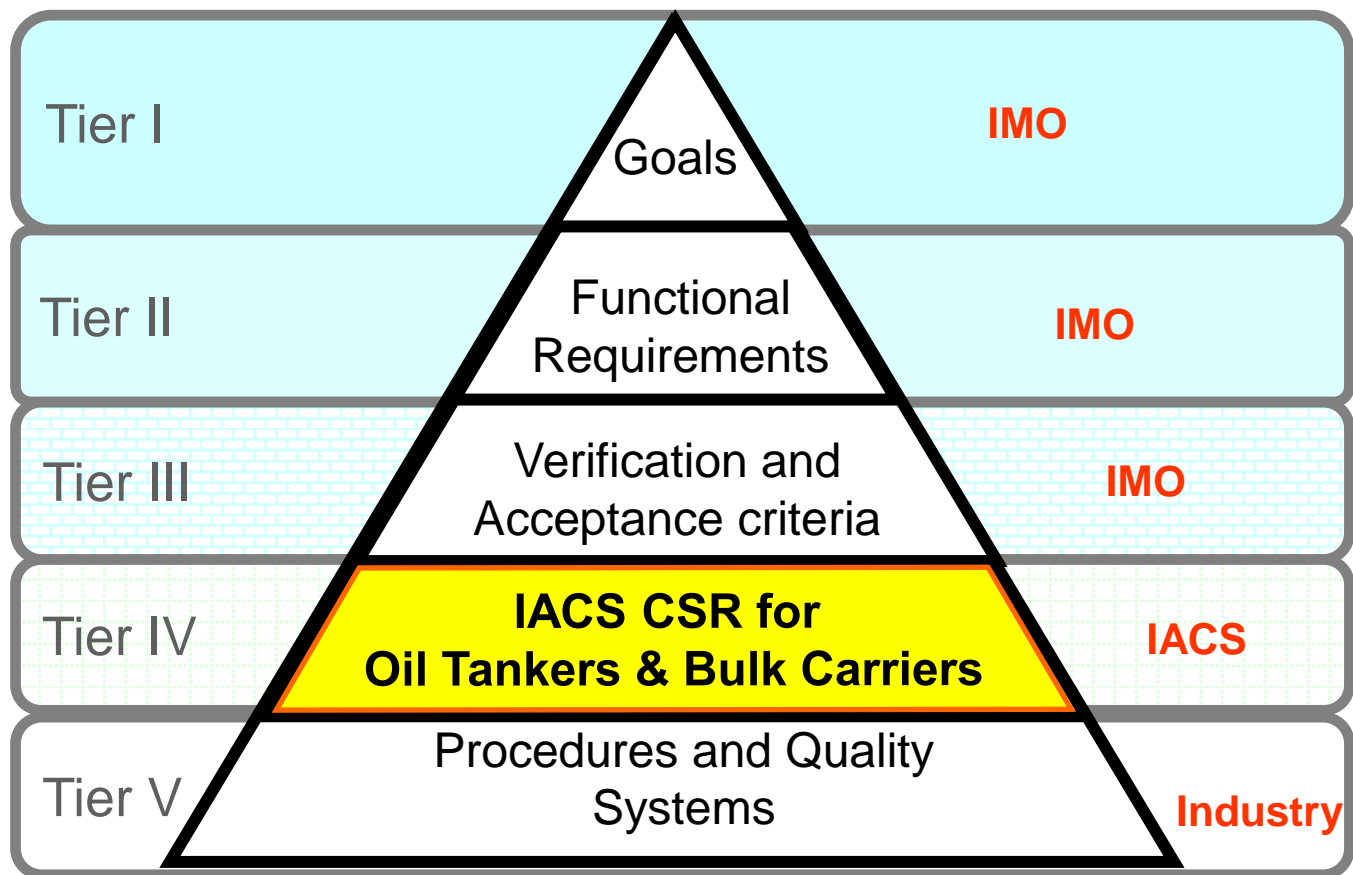 Tier I
Goals
IMO
Tier II
Functional
Requirements
IMO
Tier III
Verification and
Acceptance criteria
IMO
Tier IV
IACS CSR for
Oil Tankers & Bulk Carriers
IACS
Tier V
Procedures and Quality
Systems
Industry